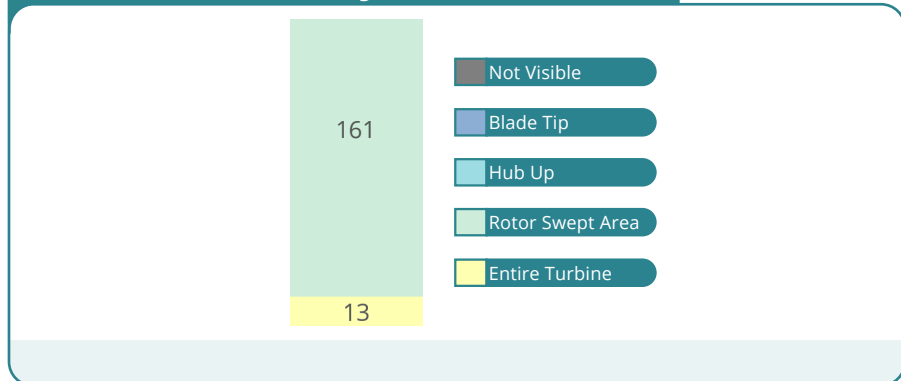 161
Not Visible
Blade Tip
Hub Up
Rotor Swept Area
Entire Turbine
13